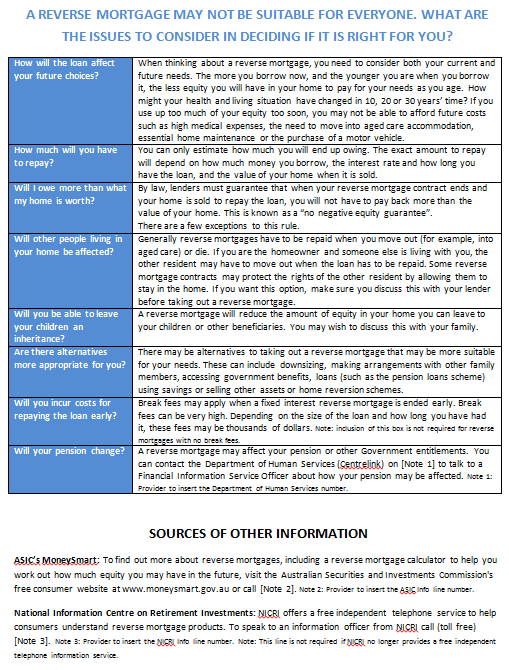 A REVERSE MORTGAGE MAY NOT BE SUITABLE FOR EVERYONE. WHAT ARE
THE ISSUES TO CONSIDER IN DECIDING IF IT IS RIGHT FOR YOU?
How will the loan affect
your future choices?
When thinking about a reverse mortgage, you need to consider both your current and
future needs. The more you borrow now, and the younger you are when you borrow
it, the less equity you will have in your home to pay for your needs as you age. How
might your health and living situation have changed in 10, 20 or 30 years' time? If you
use up too much of your equity too soon, you may not be able to afford future costs
such as high medical expenses, the need to move into aged care accommodation,
essential home maintenance or the purchase of a motor vehicle.
How much will you have
to repay?
You can only estimate how much you will end up owing. The exact amount to repay
will depend on how much money you borrow, the interest rate and how long you
have the loan, and the value of your home when it is sold.
Will I owe more than what
my home is worth?
By law, lenders must guarantee that when your reverse mortgage contract ends and
your home is sold to repay the loan, you will not have to pay back more than the
value of your home. This is known as a "no negative equity guarantee".
There are a few exceptions to this rule.
Will other people living in
your home be affected?
Generally reverse mortgages have to be repaid when you move out (for example, into
aged care) or die. If you are the homeowner and someone else is living with you, the
other resident may have to move out when the loan has to be repaid. Some reverse
mortgage contracts may protect the rights of the other resident by allowing them to
stay in the home. If you want this option, make sure you discuss this with your lender
before taking out a reverse mortgage.
Will you be able to leave
your children an
inheritance?
A reverse mortgage will reduce the amount of equity in your home you can leave to
your children or other beneficiaries. You may wish to discuss this with your family.
Are there alternatives
more appropriate for you?
There may be alternatives to taking out a reverse mortgage that may be more suitable
for your needs. These can include downsizing, making arrangements with other family
members, accessing government benefits, loans (such as the pension loans scheme)
using savings or selling other assets or home reversion schemes.
Will you incur costs for
repaying the loan early?
Break fees may apply when a fixed interest reverse mortgage is ended early. Break
fees can be very high. Depending on the size of the loan and how long you have had
it, these fees may be thousands of dollars. Note: inclusion of this box is not required for reverse
mortgages with no break fees.
Will your pension change?
A reverse mortgage may affect your pension or other Government entitlements. You
can contact the Department of Human Services (Centrelink) on [Note 1] to talk to a
Financial Information Service Officer about how your pension may be affected. Note 1:
Provider to insert the Department of Human Services number.
SOURCES OF OTHER INFORMATION
ASIC's MoneySmart: To find out more about reverse mortgages, including a reverse mortgage calculator to help you
work out how much equity you may have in the future, visit the Australian Securities and Investments Commission's
free consumer website at www.moneysmart.gov.au or call [Note 2]. Note 2: Provider to insert the ASIC Info line number.
National Information Centre on Retirement Investments: NICRI offers a free independent telephone service to help
consumers understand reverse mortgage products. To speak to an information officer from NICRI call (toll free)
[Note 3]. Note 3: Provider to insert the NICRI Info line number. Note: This line is not required if NICRI no longer provides a free independent
telephone information service.